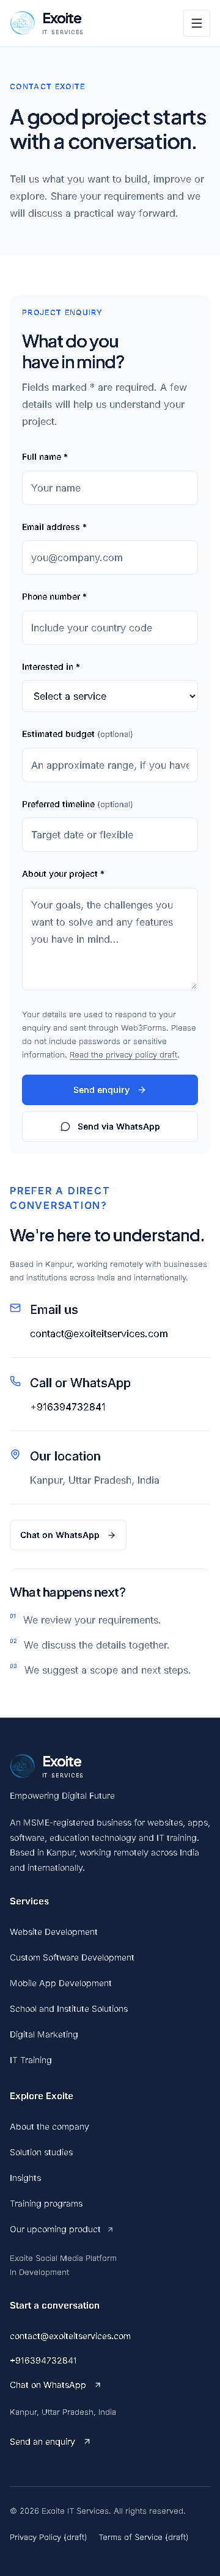 Exoite
IT SERVICES
CONTACT EXOITE
A good project starts
with a conversation.
Tell us what you want to build, improve or
explore. Share your requirements and we
will discuss a practical way forward.
PROJECT ENQUIRY
What do you
have in mind?
Fields marked * are required. A few
details will help us understand your
project.
Full name *
Your name
Email address *
you@company.com
Phone number *
Include your country code
Interested in *
Select a service
Estimated budget (optional)
An approximate range, if you have
Preferred timeline (optional)
Target date or flexible
About your project *
Your goals, the challenges you
want to solve and any features
you have in mind...
Your details are used to respond to your
enquiry and sent through Web3Forms. Please
do not include passwords or sensitive
information. Read the privacy policy draft.
Send enquiry →
Send via WhatsApp
PREFER A DIRECT
CONVERSATION?
We're here to understand.
Based in Kanpur, working remotely with businesses
and institutions across India and internationally.
Email us
contact@exoiteitservices.com
Call or WhatsApp
+916394732841
Our location
Kanpur, Uttar Pradesh, India
Chat on WhatsApp →
What happens next?
01 We review your requirements.
02 We discuss the details together.
03 We suggest a scope and next steps.
Exoite
IT SERVICES
Empowering Digital Future
An MSME-registered business for websites, apps,
software, education technology and IT training.
Based in Kanpur, working remotely across India
and internationally.
Services
Website Development
Custom Software Development
Mobile App Development
School and Institute Solutions
Digital Marketing
IT Training
Explore Exoite
About the company
Solution studies
Insights
Training programs
Our upcoming product ↗
Exoite Social Media Platform
In Development
Start a conversation
contact@exoiteitservices.com
+916394732841
Chat on WhatsApp ↗
Kanpur, Uttar Pradesh, India
Send an enquiry ↗
© 2026 Exoite IT Services. All rights reserved.
Privacy Policy (draft) Terms of Service (draft)